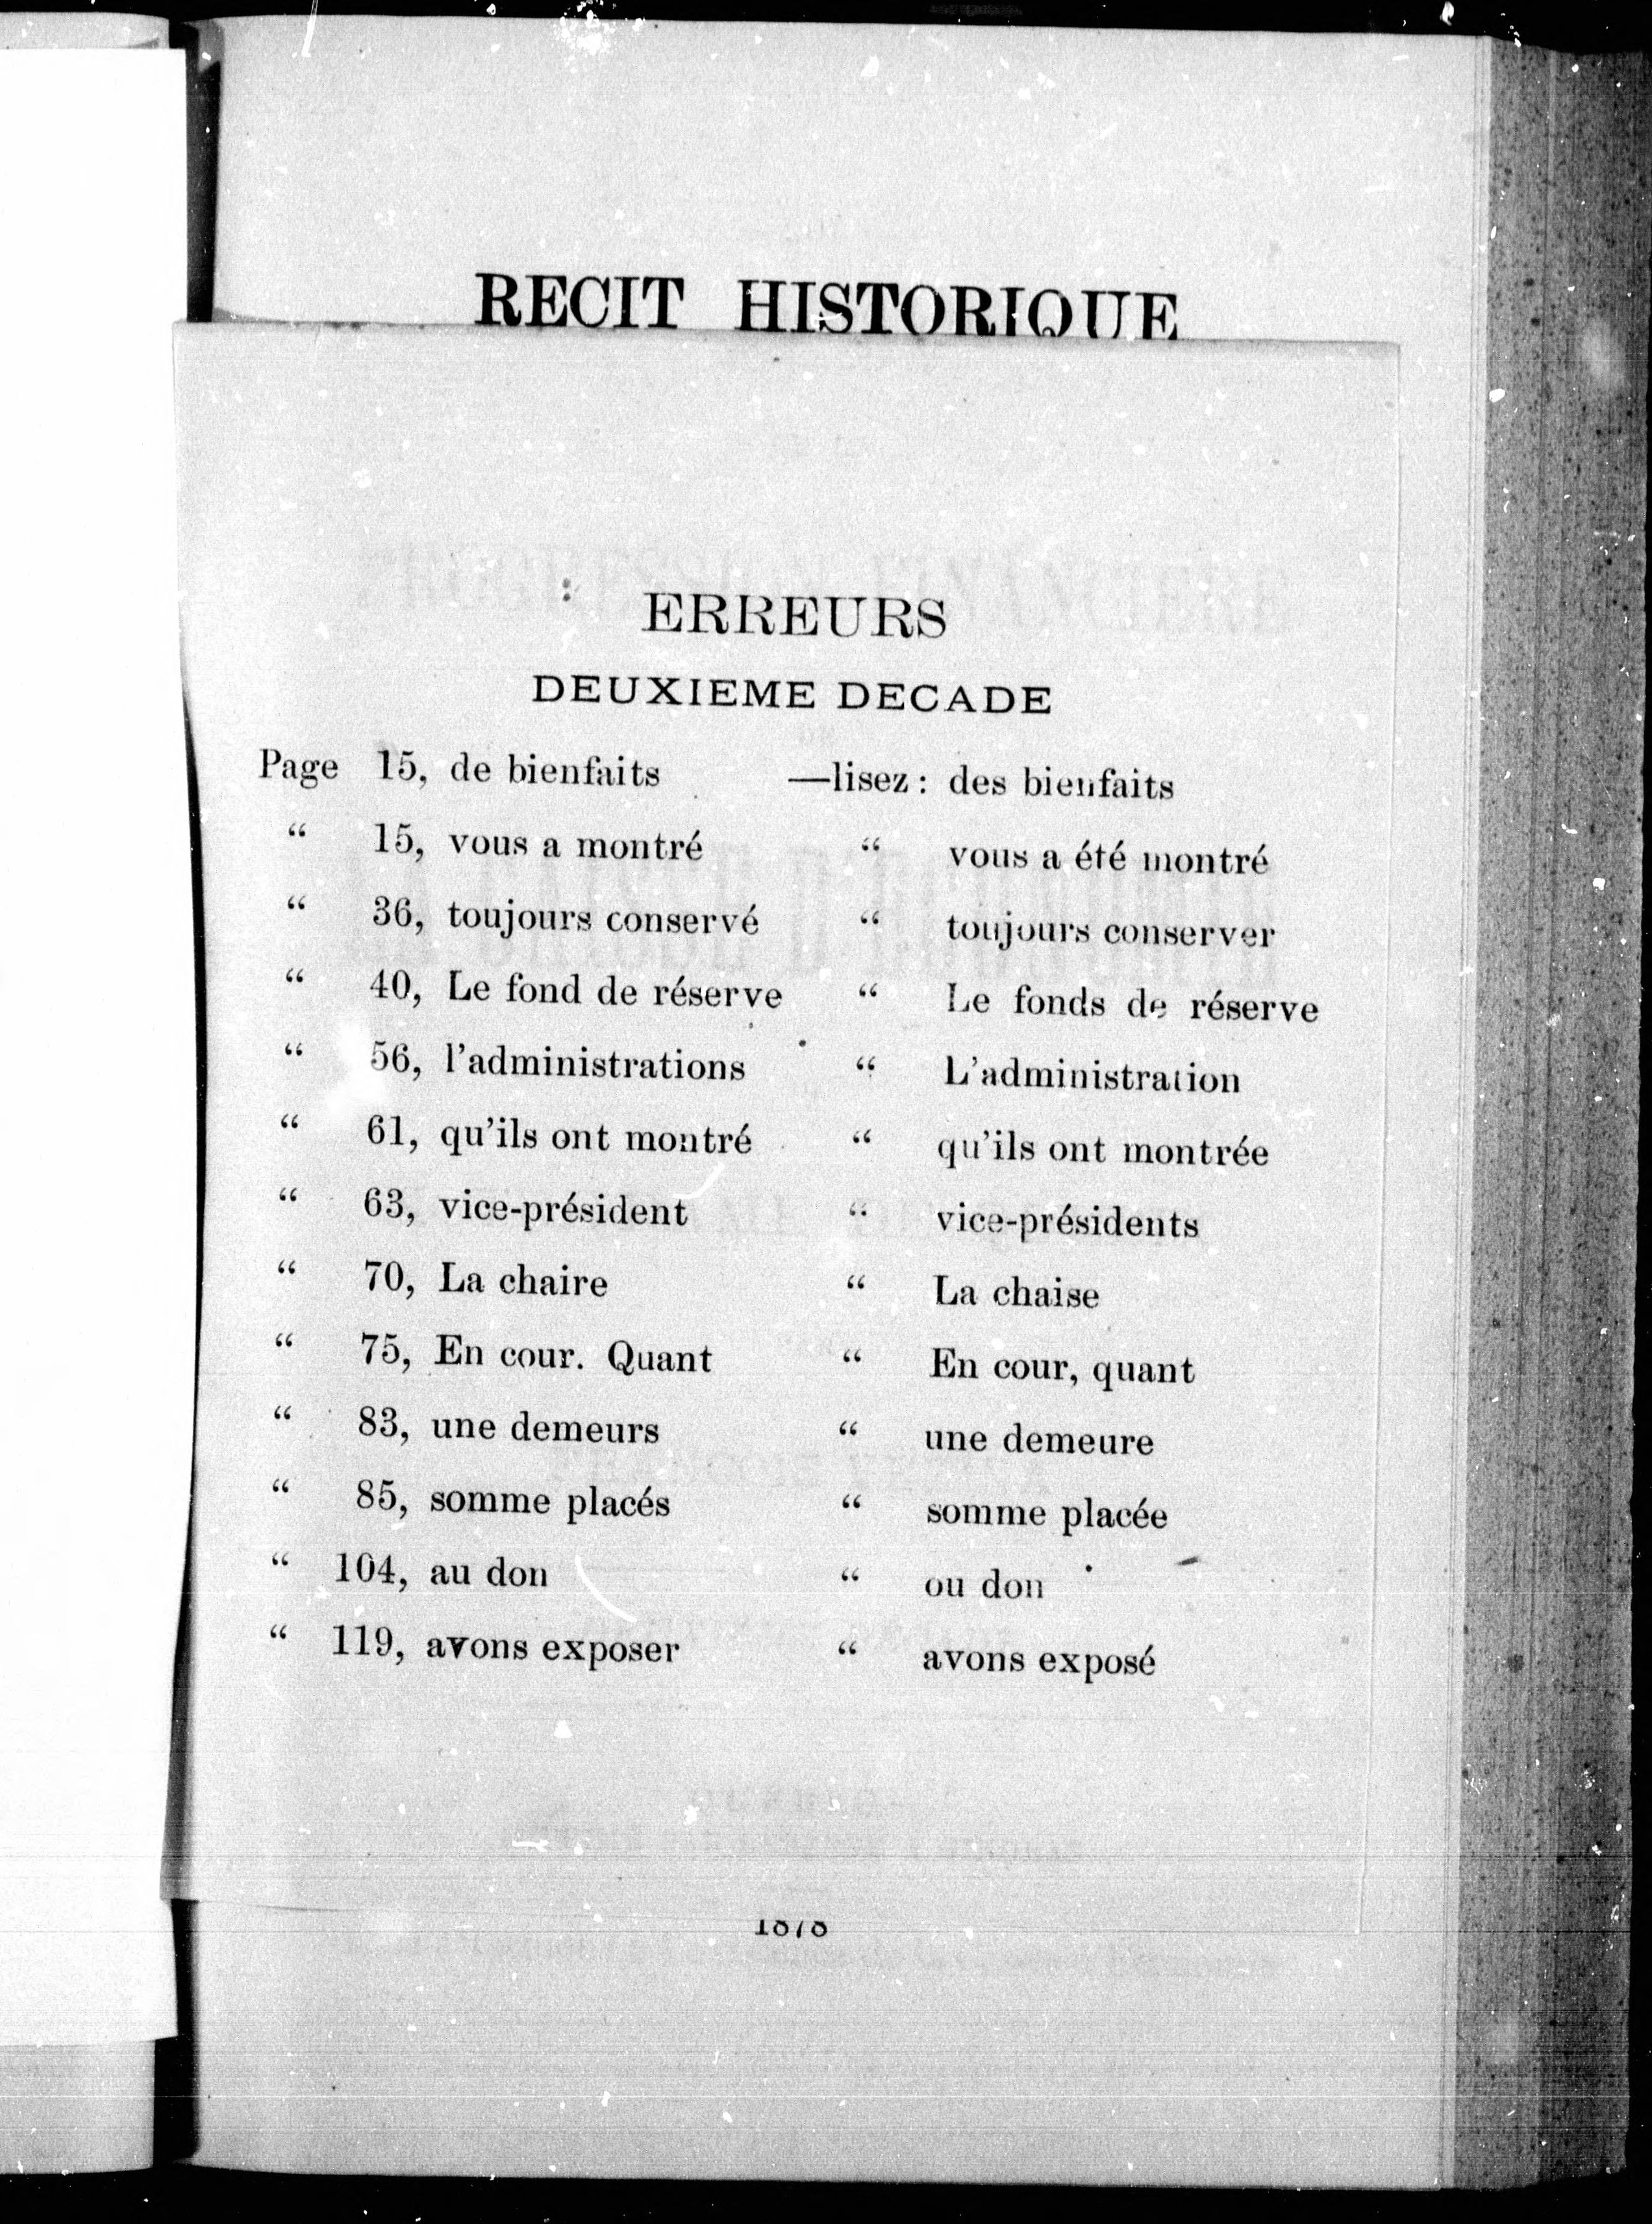 RECIT HISTORIQUE
ERREURS
DEUXIEME DECADE
Page 15, de bienfaits —lisez : des bienfaits
“ 15, vous a montré “ vous a été montré
“ 36, toujours conservé “ toujours conserver
“ 40, Le fond de réserve “ Le fonds de réserve
“ 56, l’administrations “ L’administration
“ 61, qu’ils ont montré “ qu’ils ont montrée
“ 63, vice-président “ vice-présidents
“ 70, La chaire “ La chaise
“ 75, En cour. Quant “ En cour, quant
“ 83, une demeurs “ une demeure
“ 85, somme placés “ somme placée
“ 104, au don “ ou don
“ 119, avons exposer “ avons exposé